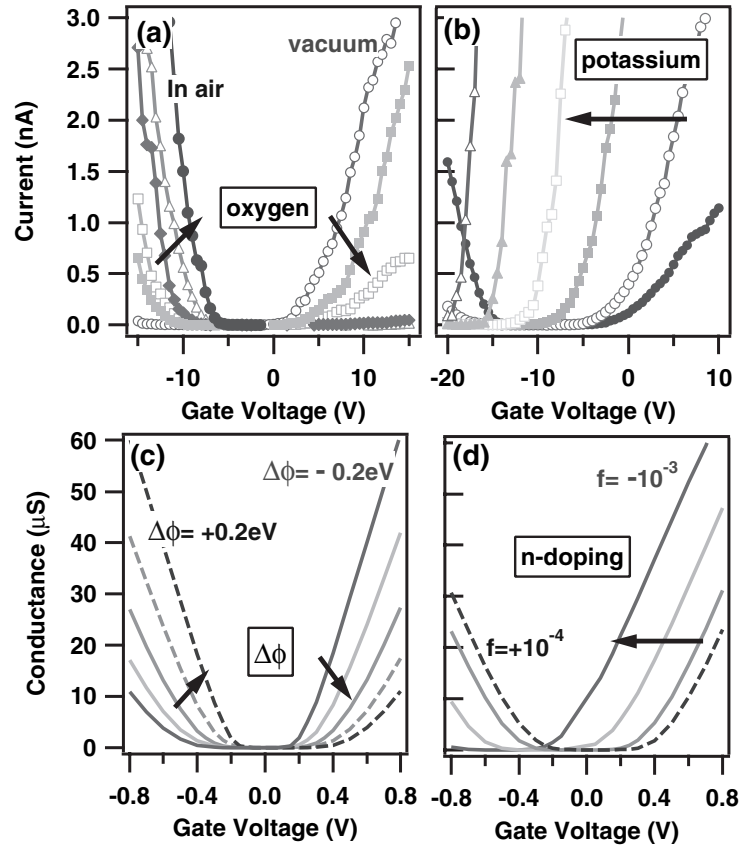 (a)
vacuum
In air
oxygen
3.0
2.5
2.0
1.5
1.0
0.5
0.0
Current (nA)
-10
0
10
Gate Voltage (V)
(b)
potassium
-20
-10
0
10
Gate Voltage (V)
(c)
Δϕ= - 0.2eV
Δϕ= +0.2eV
Δϕ
60
50
40
30
20
10
0
Conductance (μS)
-0.8
-0.4
0.0
0.4
0.8
Gate Voltage (V)
(d)
f= -10⁻³
n-doping
f=+10⁻⁴
-0.8
-0.4
0.0
0.4
0.8
Gate Voltage (V)